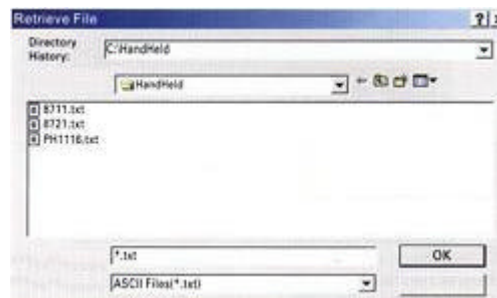 Retrieve File
Directory
History:
C:\HandHeld
HandHeld
8711.txt
8721.txt
PH1116.txt
*.txt
OK
ASCII Files(*.txt)